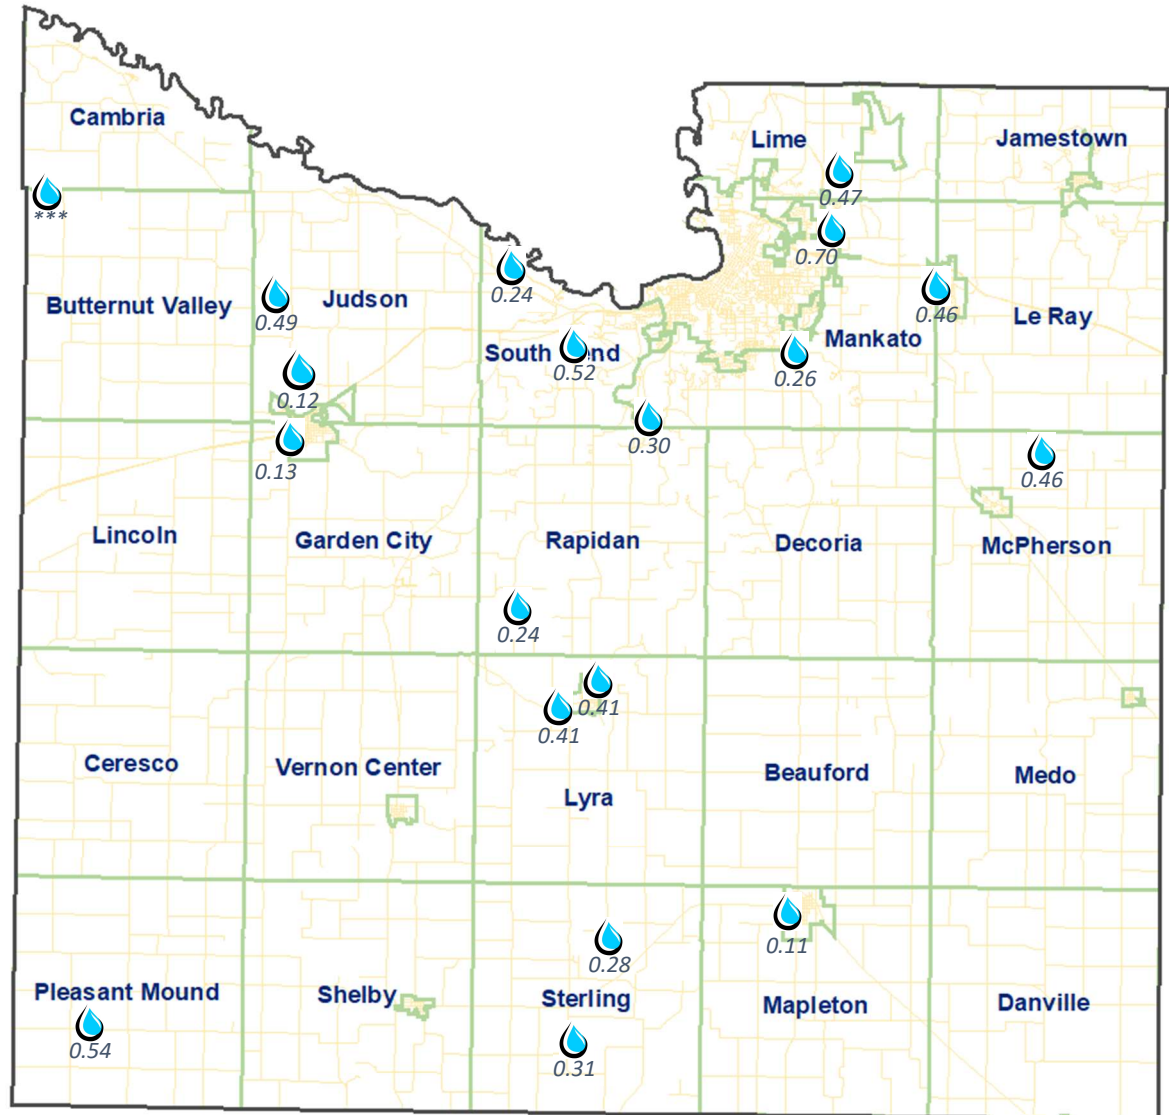 Cambria
Lime
Jamestown
0.47
***
0.70
0.24
Butternut Valley
Judson
0.49
0.46
Le Ray
Mankato
South end
0.52
0.26
0.12
0.30
0.13
0.46
Lincoln
Garden City
Rapidan
Decoria
McPherson
0.24
0.41
0.41
Ceresco
Vernon Center
Beauford
Medo
Lyra
0.11
0.28
Pleasant Mound
Shelby
Sterling
Mapleton
Danville
0.54
0.31